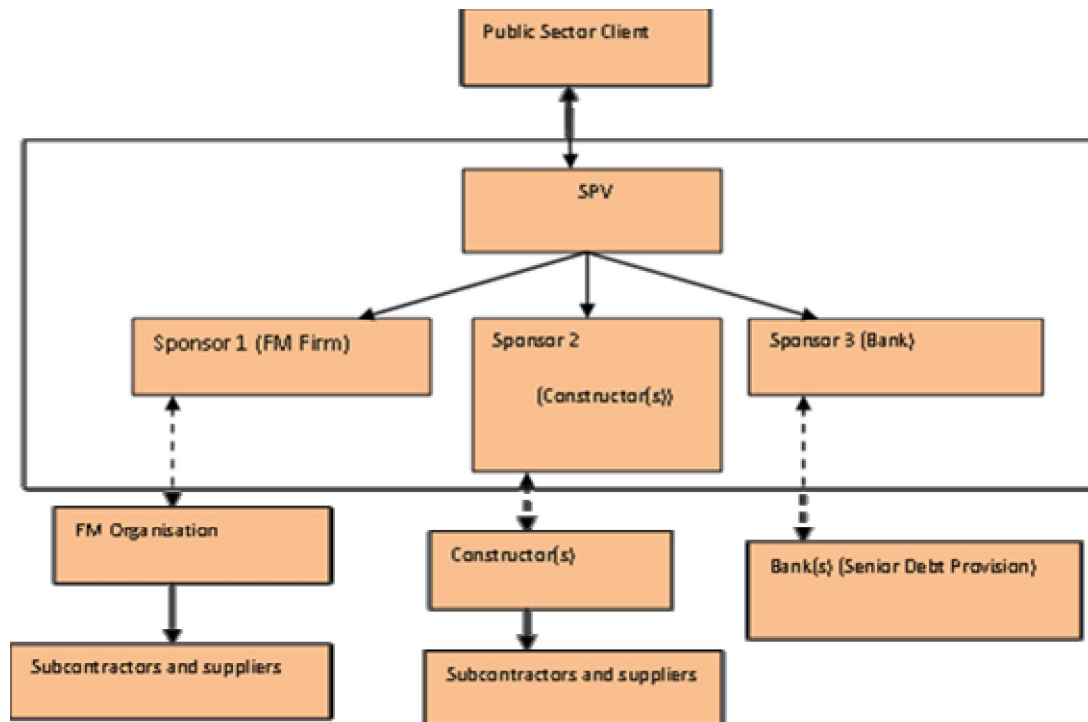 Public Sector Client
SPV
Sponsor 1 (FM Firm)
Sponsor 2
(Constructor(s))
Sponsor 3 (Bank)
FM Organisation
Constructor(s)
Bank(s) (Senior Debt Provision)
Subcontractors and suppliers
Subcontractors and suppliers